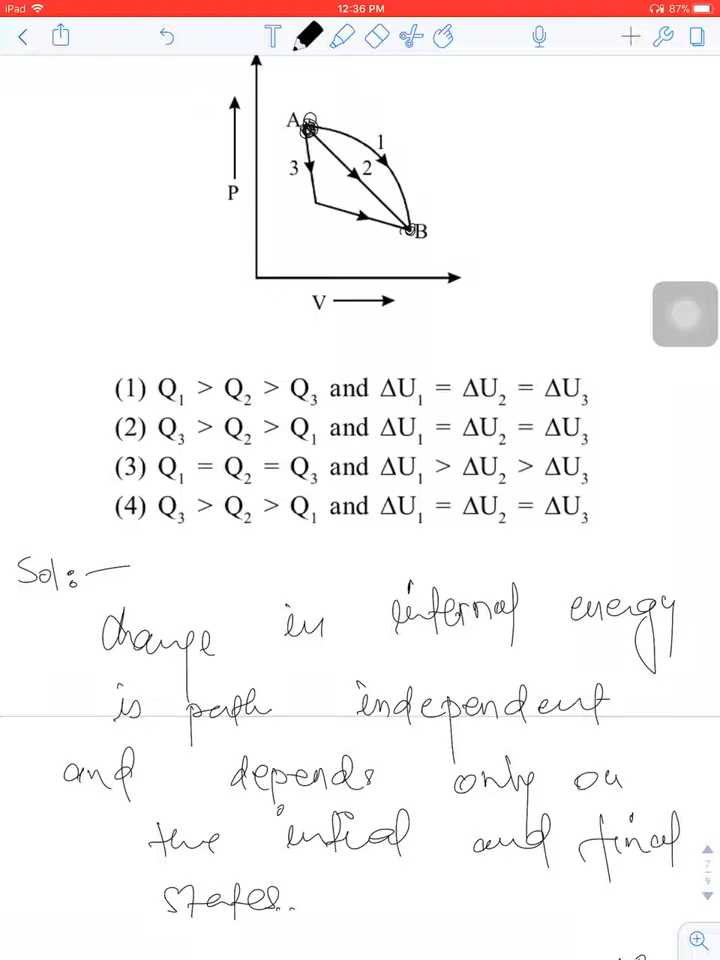 iPad 12:36 PM 87%
T
A
1
2
3
P
B
V
(1) Q₁ > Q₂ > Q₃ and ΔU₁ = ΔU₂ = ΔU₃
(2) Q₃ > Q₂ > Q₁ and ΔU₁ = ΔU₂ = ΔU₃
(3) Q₁ = Q₂ = Q₃ and ΔU₁ > ΔU₂ > ΔU₃
(4) Q₃ > Q₂ > Q₁ and ΔU₁ = ΔU₂ = ΔU₃
Sol:—
change in internal energy
is path independent
and depends only on
the initial and final
states.
7
9